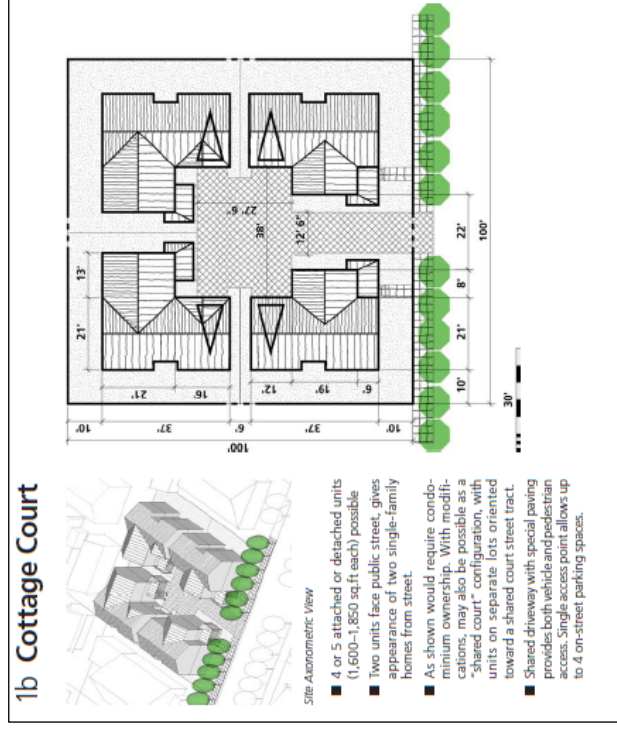 1b Cottage Court
Site Axonometric View
■ 4 or 5 attached or detached units
(1,600–1,850 sq.ft each) possible
■ Two units face public street, gives
appearance of two single-family
homes from street.
■ As shown would require condo-
minium ownership. With modifi-
cations, may also be possible as a
“shared court” configuration, with
units on separate lots oriented
toward a shared court street tract.
■ Shared driveway with special paving
provides both vehicle and pedestrian
access. Single access point allows up
to 4 on-street parking spaces.
10'
37'
6'
37'
10'
100'
21'
13'
21'
16'
12'
19'
6'
27' 6"
38'
12' 6"
10'
21'
8'
22'
100'
30'